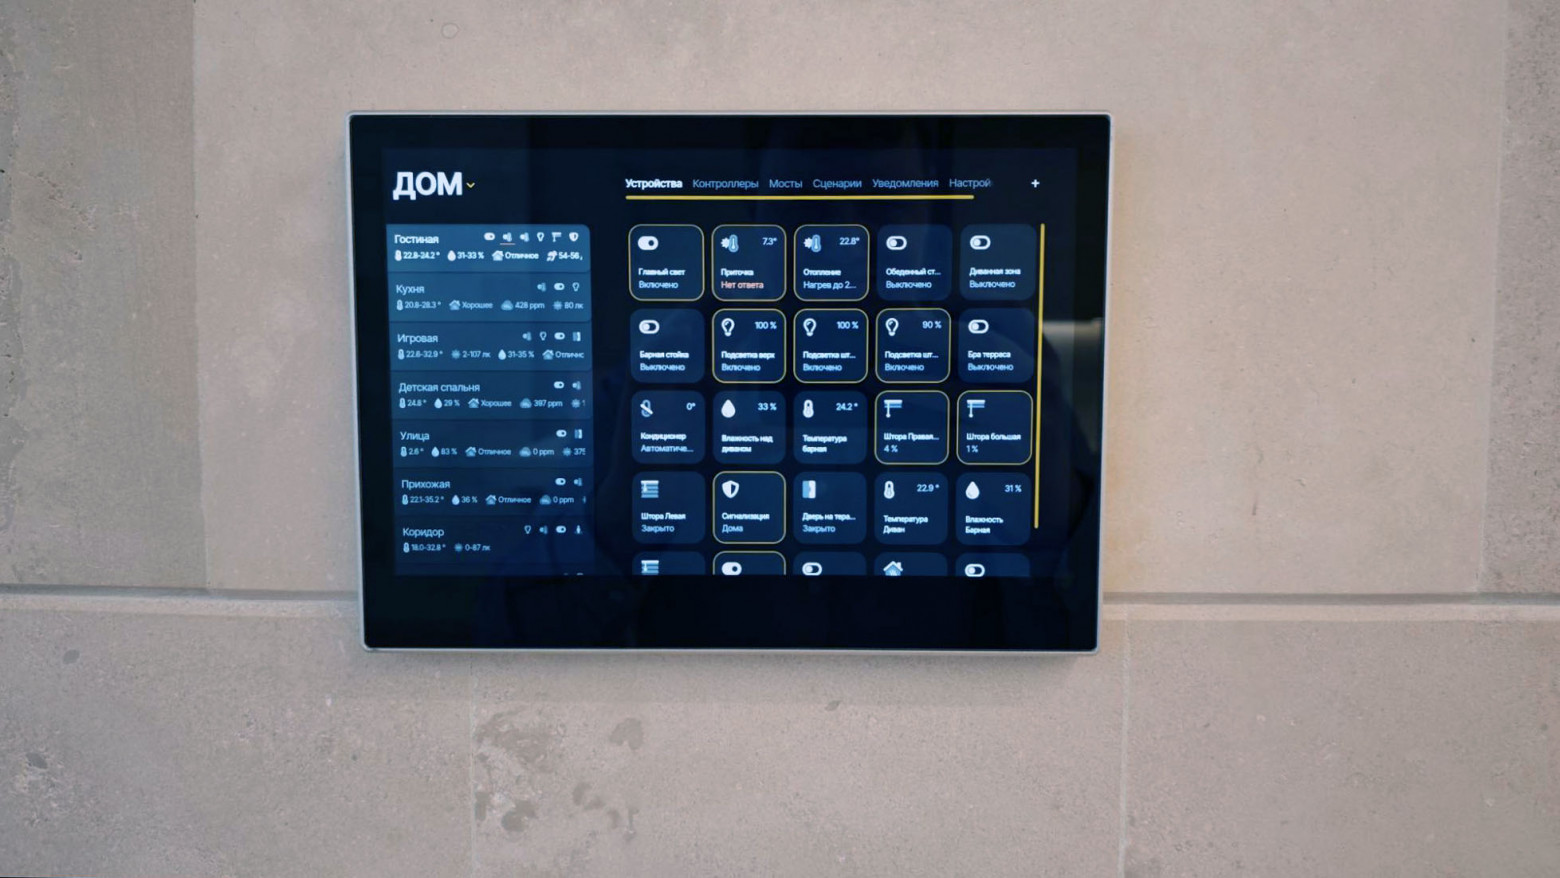 ДОМ
Устройства Контроллеры Мосты Сценарии Уведомления Настрой +
Гостиная
22.8-24.2° 31-33 % Отличное 54-56
Кухня
20.8-28.3° Хорошее 428 ppm 80 лк
Игровая
22.6-32.9° 2-107 лк 31-35 % Отличнс
Детская спальня
24.8° 29 % Хорошее 397 ppm
Улица
2.6° 83 % Отличное 0 ppm 375
Прихожая
22.1-35.2° 36 % Отличное 0 ppm
Коридор
18.0-32.8° 0-87 лк
Главный свет
Включено
7.3°
Приточка
Нет ответа
22.8°
Отопление
Нагрев до 2...
Обеденный ст...
Выключено
Диванная зона
Выключено
Барная стойка
Выключено
100 %
Подсветка верх
Включено
100 %
Подсветка шт...
Включено
90 %
Подсветка шт...
Включено
Бра терраса
Выключено
0°
Кондиционер
Автоматиче...
33 %
Влажность над
диваном
24.2°
Температура
барная
Штора Правая...
4 %
Штора большая
1 %
Штора Левая
Закрыто
Сигнализация
Дома
Дверь на тера...
Закрыто
22.9°
Температура
Диван
31 %
Влажность
Барная